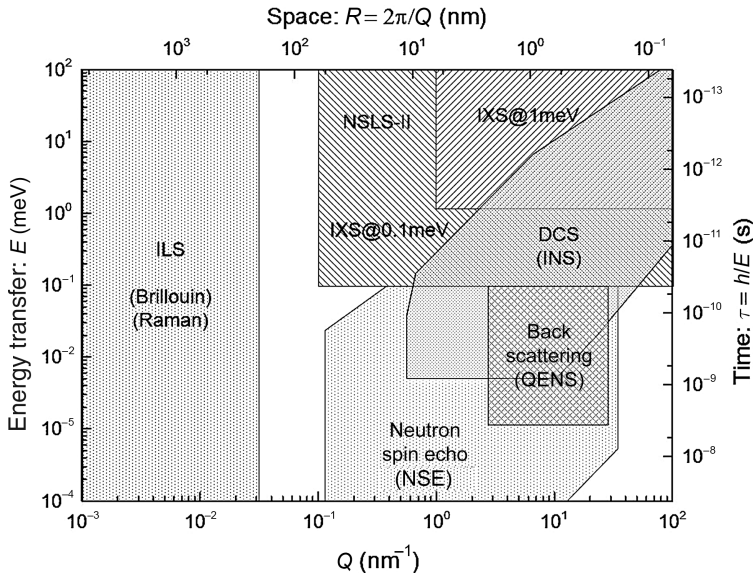 Space: R = 2π/Q (nm)
10³ 10² 10¹ 10⁰ 10⁻¹
10² 10¹ 10⁰ 10⁻¹ 10⁻² 10⁻⁵ 10⁻⁴
Energy transfer: E (meV)
ILS
(Brillouin)
(Raman)
NSLS-II
IXS@1meV
IXS@0.1meV
DCS
(INS)
Back
scattering
(QENS)
Neutron
spin echo
(NSE)
10⁻¹³ 10⁻¹² 10⁻¹¹ 10⁻¹⁰ 10⁻⁹ 10⁻⁸
Time: τ = h/E (s)
10⁻³ 10⁻² 10⁻¹ 10⁰ 10¹ 10²
Q (nm⁻¹)